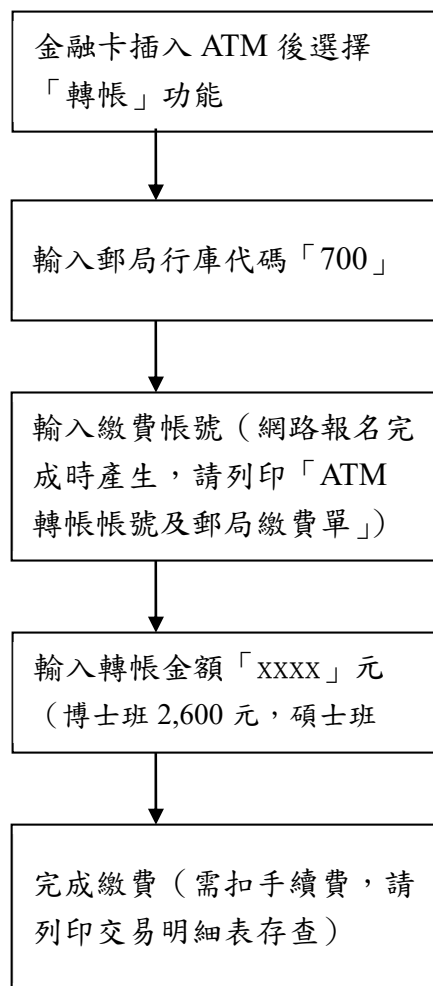 金融卡插入 ATM 後選擇
「轉帳」功能
輸入郵局行庫代碼「700」
輸入繳費帳號（網路報名完
成時產生，請列印「ATM
轉帳帳號及郵局繳費單」）
輸入轉帳金額「xxxx」元
（博士班 2,600 元，碩士班
完成繳費（需扣手續費，請
列印交易明細表存查）